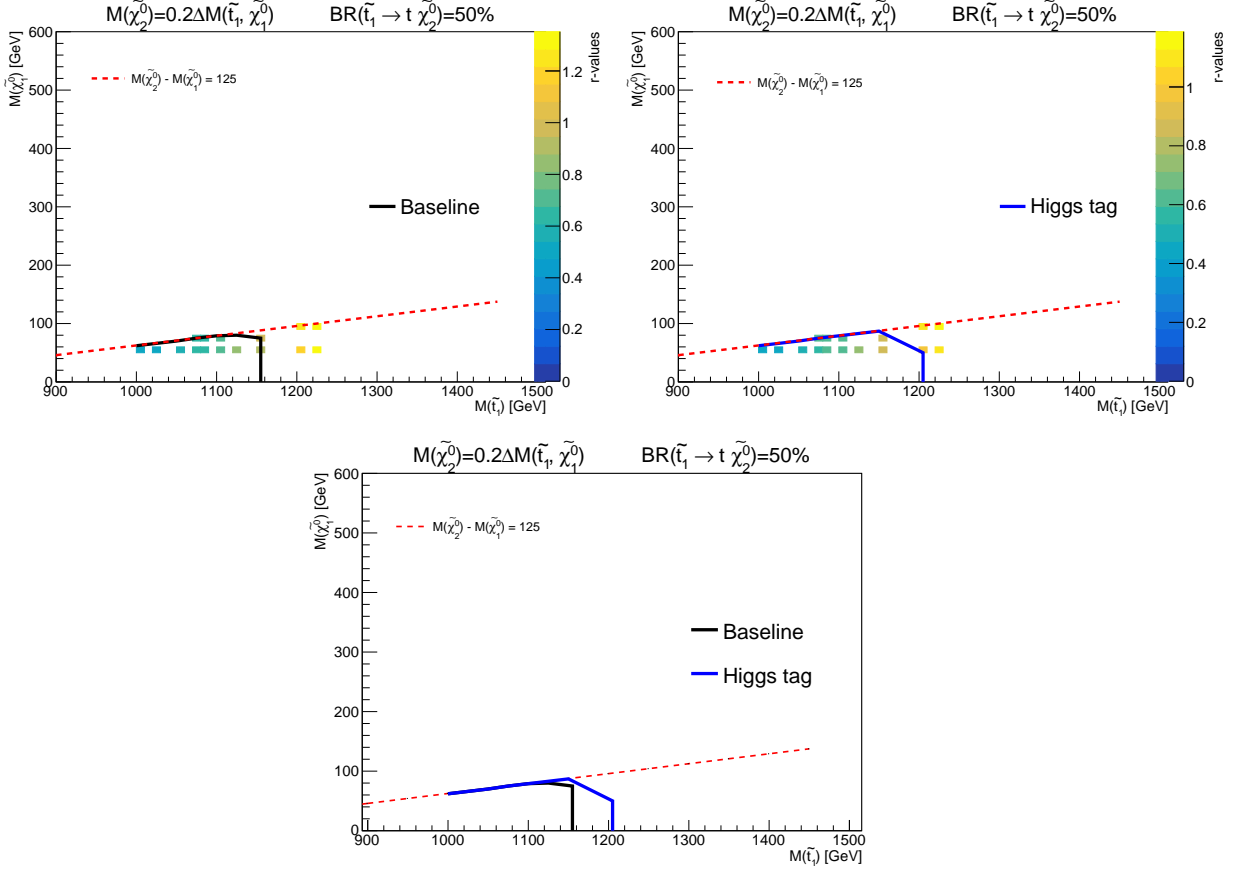 M(χ̃₂⁰)=0.2ΔM(t̃₁, χ̃₁⁰) BR(t̃₁ → t χ̃₂⁰)=50%
M(χ̃₁⁰) [GeV]
600
500
400
300
200
100
0
M(χ̃₂⁰) - M(χ̃₁⁰) = 125
Baseline
900 1000 1100 1200 1300 1400 1500
M(t̃₁) [GeV]
r-values
1.2
1
0.8
0.6
0.4
0.2
0
M(χ̃₂⁰)=0.2ΔM(t̃₁, χ̃₁⁰) BR(t̃₁ → t χ̃₂⁰)=50%
M(χ̃₁⁰) [GeV]
600
500
400
300
200
100
0
M(χ̃₂⁰) - M(χ̃₁⁰) = 125
Higgs tag
900 1000 1100 1200 1300 1400 1500
M(t̃₁) [GeV]
r-values
1
0.8
0.6
0.4
0.2
0
M(χ̃₂⁰)=0.2ΔM(t̃₁, χ̃₁⁰) BR(t̃₁ → t χ̃₂⁰)=50%
M(χ̃₁⁰) [GeV]
600
500
400
300
200
100
0
M(χ̃₂⁰) - M(χ̃₁⁰) = 125
Baseline
Higgs tag
900 1000 1100 1200 1300 1400 1500
M(t̃₁) [GeV]